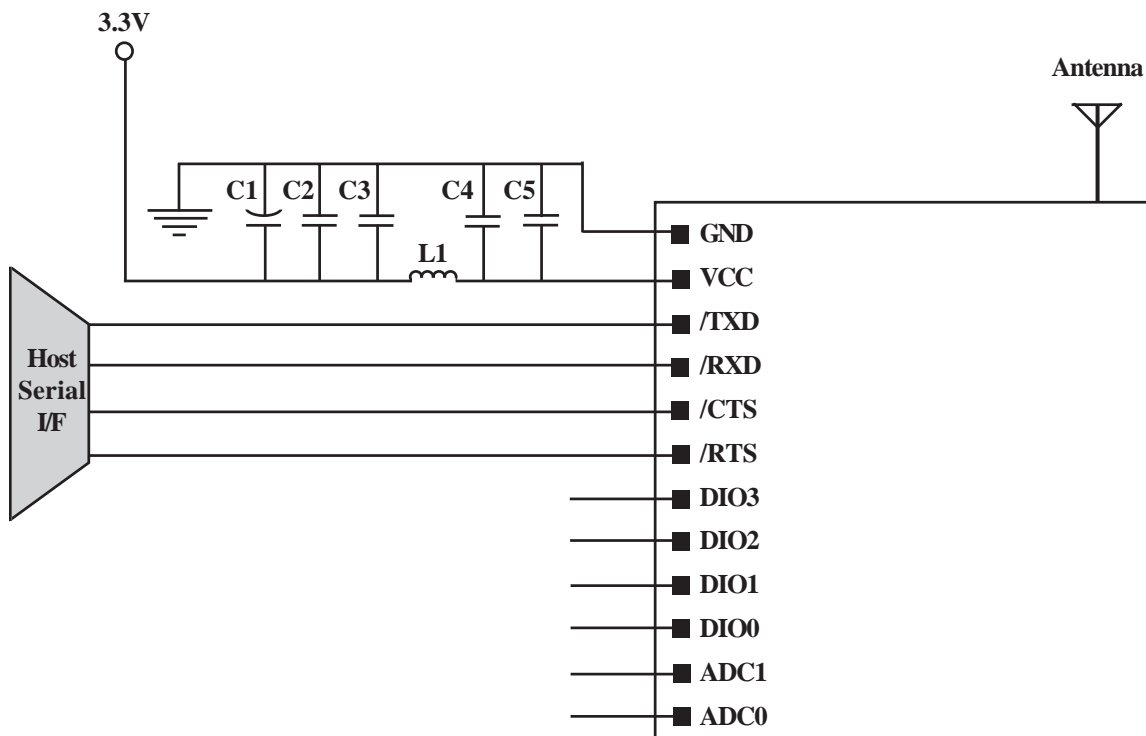 3.3V
Antenna
C1 C2 C3 C4 C5
L1
GND
VCC
/TXD
/RXD
/CTS
/RTS
DIO3
DIO2
DIO1
DIO0
ADC1
ADC0
Host
Serial
I/F